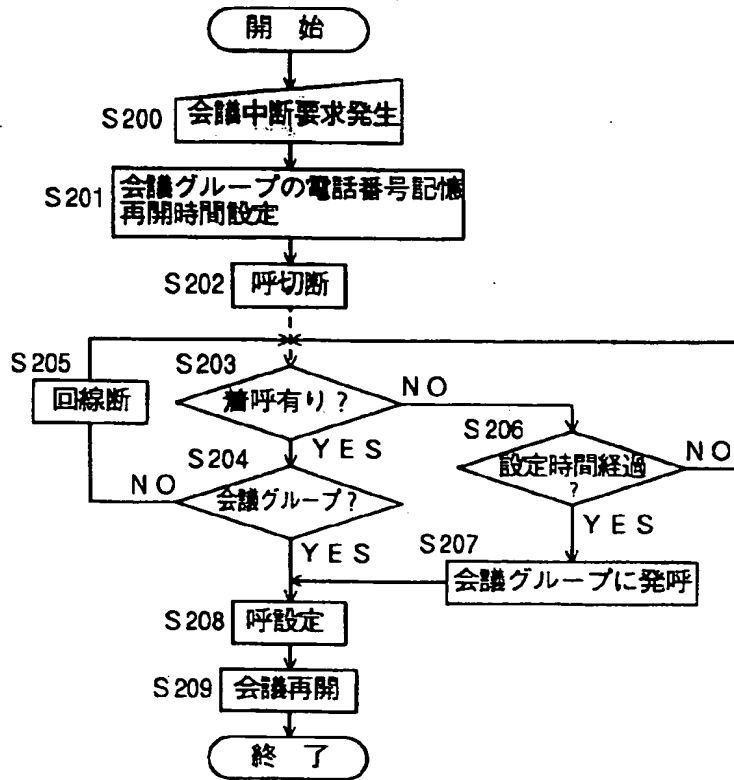 開 始
S200
会議中断要求発生
S201
会議グループの電話番号記憶
再開時間設定
S202
呼切断
S205
回線断
S203
着呼有り?
NO
YES
S204
会議グループ?
NO
YES
S206
設定時間経過
?
NO
YES
S207
会議グループに発呼
S208
呼設定
S209
会議再開
終 了